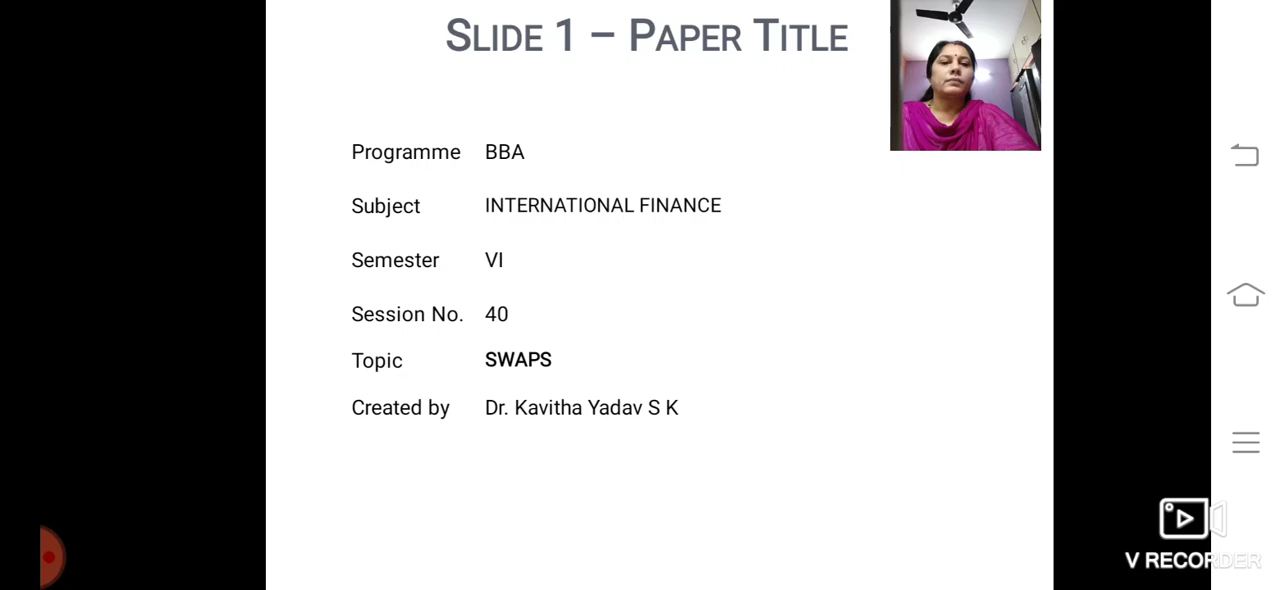 SLIDE 1 – PAPER TITLE
Programme BBA
Subject INTERNATIONAL FINANCE
Semester VI
Session No. 40
Topic SWAPS
Created by Dr. Kavitha Yadav S K
V RECORDER